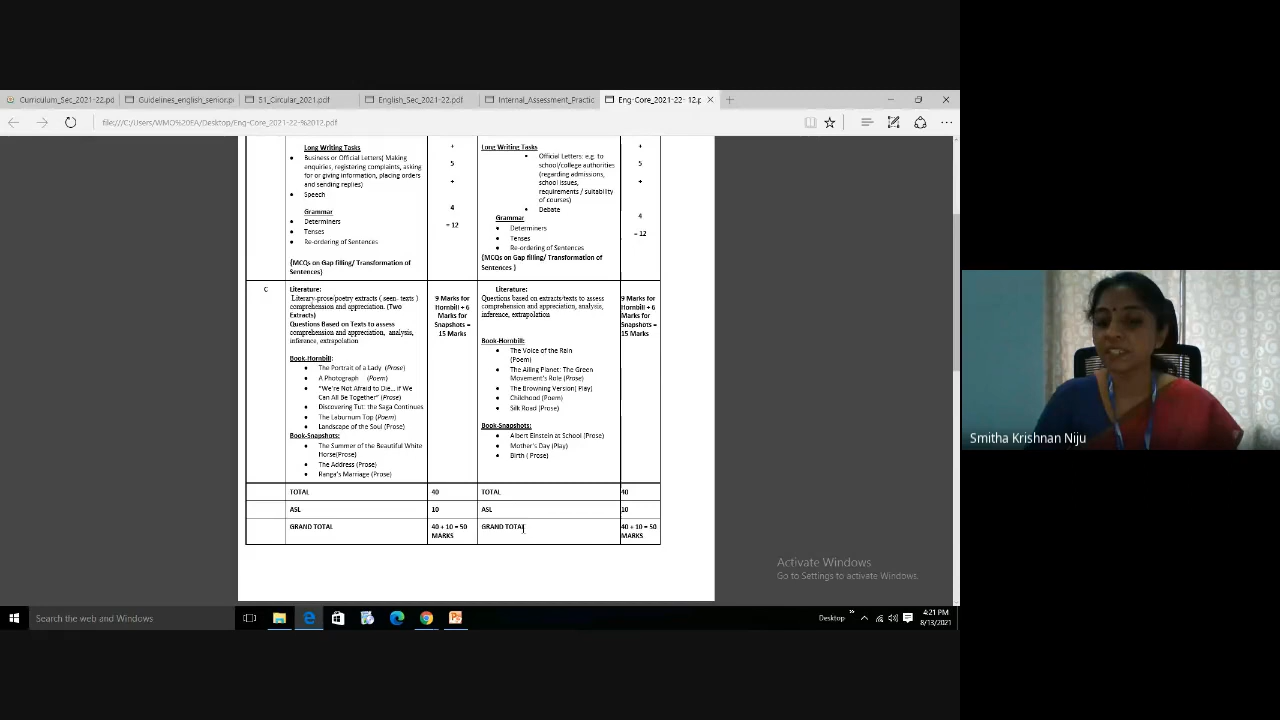 Curriculum_Sec_2021-22.pd
Guidelines_english_senior.p
51_Circular_2021.pdf
English_Sec_2021-22.pdf
Internal_Assessment_Practic
Eng-Core_2021-22- 12.p
file:///C:/Users/WMO%20EA/Desktop/Eng-Core_2021-22-%2012.pdf
Long Writing Tasks
Business or Official Letters( Making
enquiries, registering complaints, asking
for or giving information, placing orders
and sending replies)
Speech
Grammar
Determiners
Tenses
Re-ordering of Sentences
(MCQs on Gap filling/ Transformation of
Sentences)
+
5
+
4
= 12
Long Writing Tasks
Official Letters: e.g. to
school/college authorities
(regarding admissions,
school issues,
requirements / suitability
of courses)
Debate
Grammar
Determiners
Tenses
Re-ordering of Sentences
(MCQs on Gap filling/ Transformation of
Sentences )
+
5
+
4
= 12
C
Literature:
Literary-prose/poetry extracts ( seen- texts )
comprehension and appreciation. (Two
Extracts)
Questions Based on Texts to assess
comprehension and appreciation, analysis,
inference, extrapolation
Book-Hornbill:
The Portrait of a Lady (Prose)
A Photograph (Poem)
"We're Not Afraid to Die... if We
Can All Be Together" (Prose)
Discovering Tut: the Saga Continues
The Laburnum Top (Poem)
Landscape of the Soul (Prose)
Book-Snapshots:
The Summer of the Beautiful White
Horse(Prose)
The Address (Prose)
Ranga's Marriage (Prose)
9 Marks for
Hornbill + 6
Marks for
Snapshots =
15 Marks
Literature:
Questions based on extracts/texts to assess
comprehension and appreciation, analysis,
inference, extrapolation
Book-Hornbill:
The Voice of the Rain
(Poem)
The Ailing Planet: The Green
Movement's Role (Prose)
The Browning Version( Play)
Childhood (Poem)
Silk Road (Prose)
Book-Snapshots:
Albert Einstein at School (Prose)
Mother's Day (Play)
Birth ( Prose)
9 Marks for
Hornbill + 6
Marks for
Snapshots =
15 Marks
TOTAL 40 TOTAL 40
ASL 10 ASL 10
GRAND TOTAL 40 + 10 = 50 GRAND TOTAL 40 + 10 = 50
MARKS MARKS
Smitha Krishnan Niju
Activate Windows
Go to Settings to activate Windows.
Search the web and Windows
Desktop
4:21 PM
8/13/2021